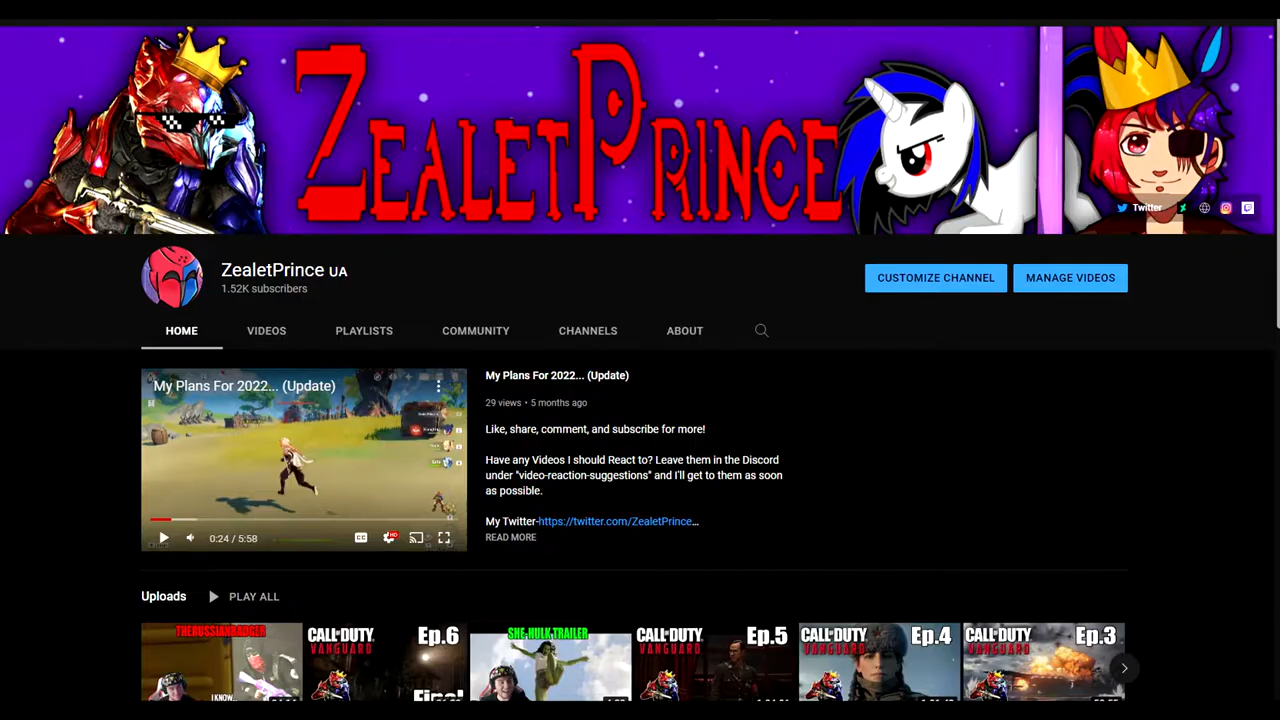 ZEALETPRINCE
Twitter
ZealetPrince UA
1.52K subscribers
CUSTOMIZE CHANNEL
MANAGE VIDEOS
HOME
VIDEOS
PLAYLISTS
COMMUNITY
CHANNELS
ABOUT
My Plans For 2022... (Update)
CC
HD
0:24 / 5:58
My Plans For 2022... (Update)
29 views • 5 months ago
Like, share, comment, and subscribe for more!
Have any Videos I should React to? Leave them in the Discord
under "video-reaction-suggestions" and I'll get to them as soon
as possible.
My Twitter-https://twitter.com/ZealetPrince...
READ MORE
Uploads
PLAY ALL
THERUSSIANBADGER
I KNOW...
CALL OF DUTY
VANGUARD
Ep.6
SHE-HULK TRAILER
CALL OF DUTY
VANGUARD
Ep.5
CALL OF DUTY
VANGUARD
Ep.4
CALL OF DUTY
VANGUARD
Ep.3